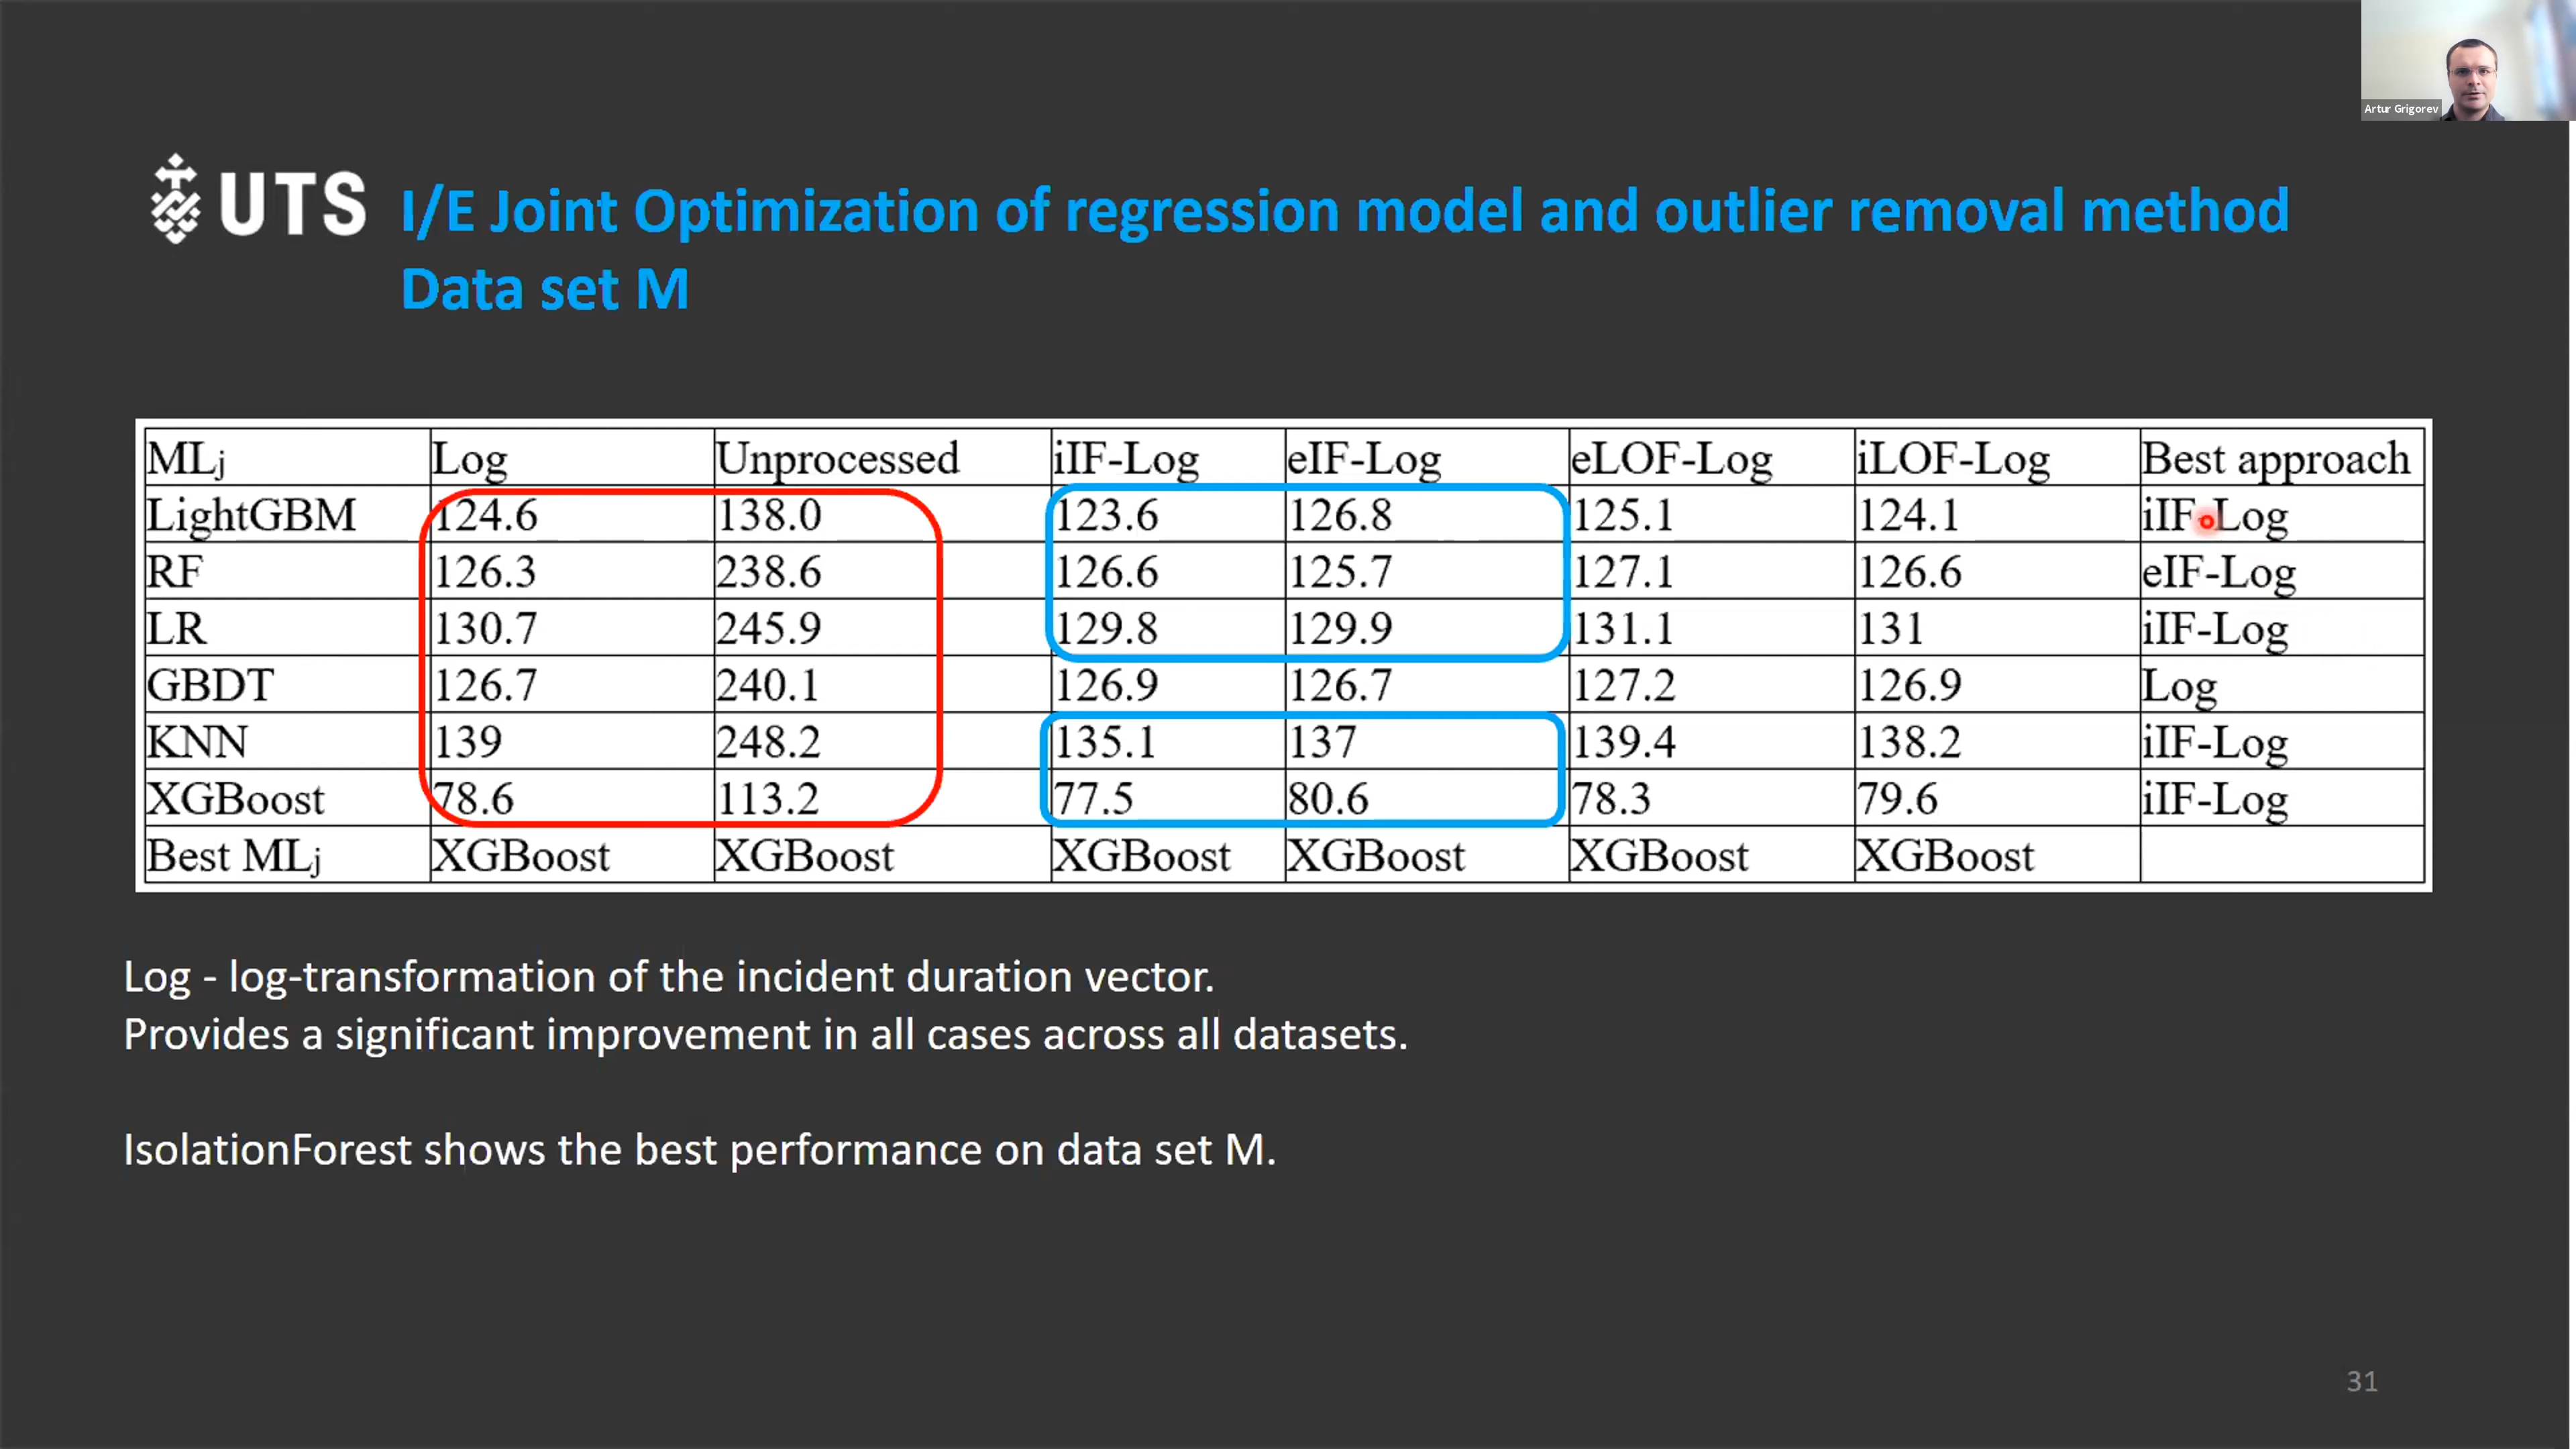 Artur Grigorev
UTS
I/E Joint Optimization of regression model and outlier removal method
Data set M
MLj Log Unprocessed iIF-Log eIF-Log eLOF-Log iLOF-Log Best approach
LightGBM 124.6 138.0 123.6 126.8 125.1 124.1 iIF-Log
RF 126.3 238.6 126.6 125.7 127.1 126.6 eIF-Log
LR 130.7 245.9 129.8 129.9 131.1 131 iIF-Log
GBDT 126.7 240.1 126.9 126.7 127.2 126.9 Log
KNN 139 248.2 135.1 137 139.4 138.2 iIF-Log
XGBoost 78.6 113.2 77.5 80.6 78.3 79.6 iIF-Log
Best MLj XGBoost XGBoost XGBoost XGBoost XGBoost XGBoost
Log - log-transformation of the incident duration vector.
Provides a significant improvement in all cases across all datasets.
IsolationForest shows the best performance on data set M.
31